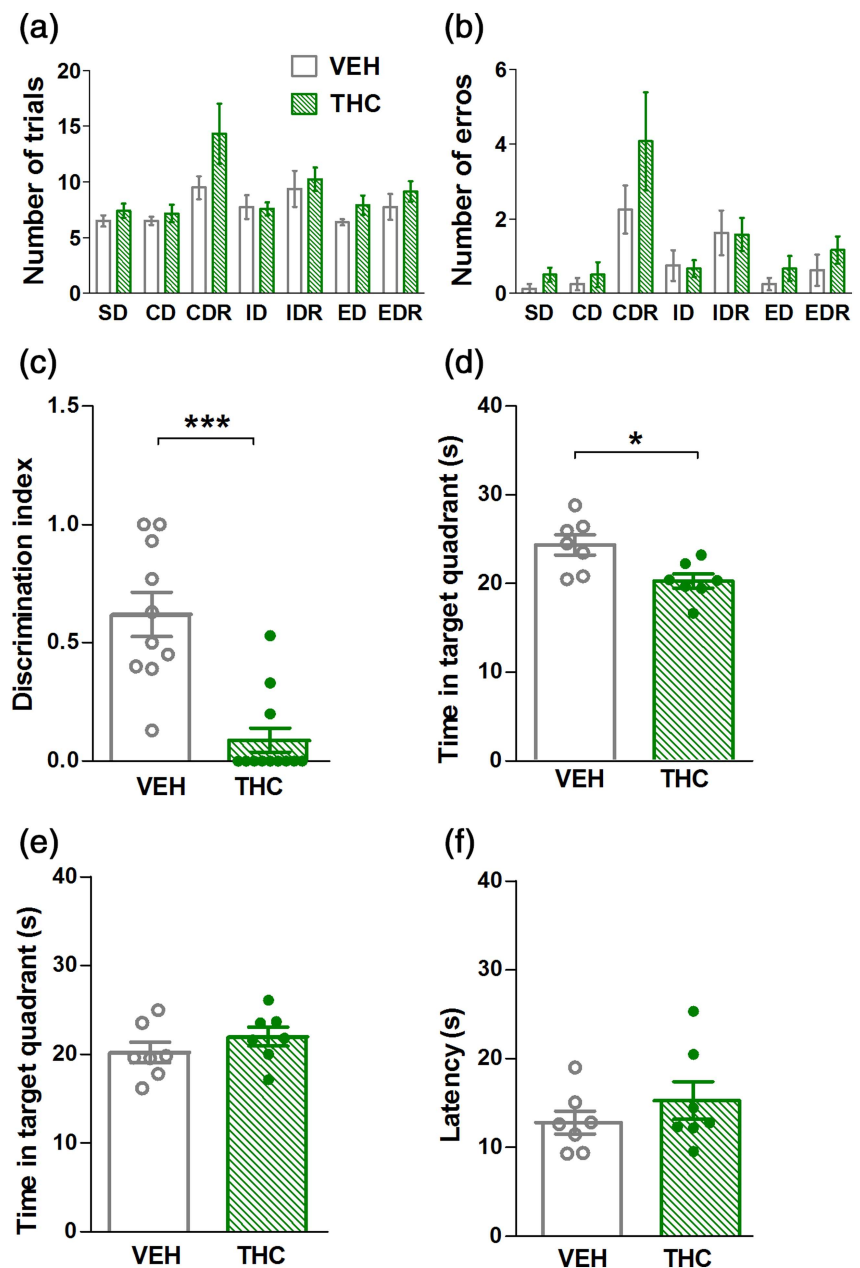 (a)
Number of trials
20
15
10
5
0
SD CD CDR ID IDR ED EDR
VEH
THC
(b)
Number of erros
6
4
2
0
SD CD CDR ID IDR ED EDR
(c)
Discrimination index
1.5
1.0
0.5
0.0
***
VEH THC
(d)
Time in target quadrant (s)
40
30
20
10
0
*
VEH THC
(e)
Time in target quadrant (s)
40
30
20
10
0
VEH THC
(f)
Latency (s)
40
30
20
10
0
VEH THC